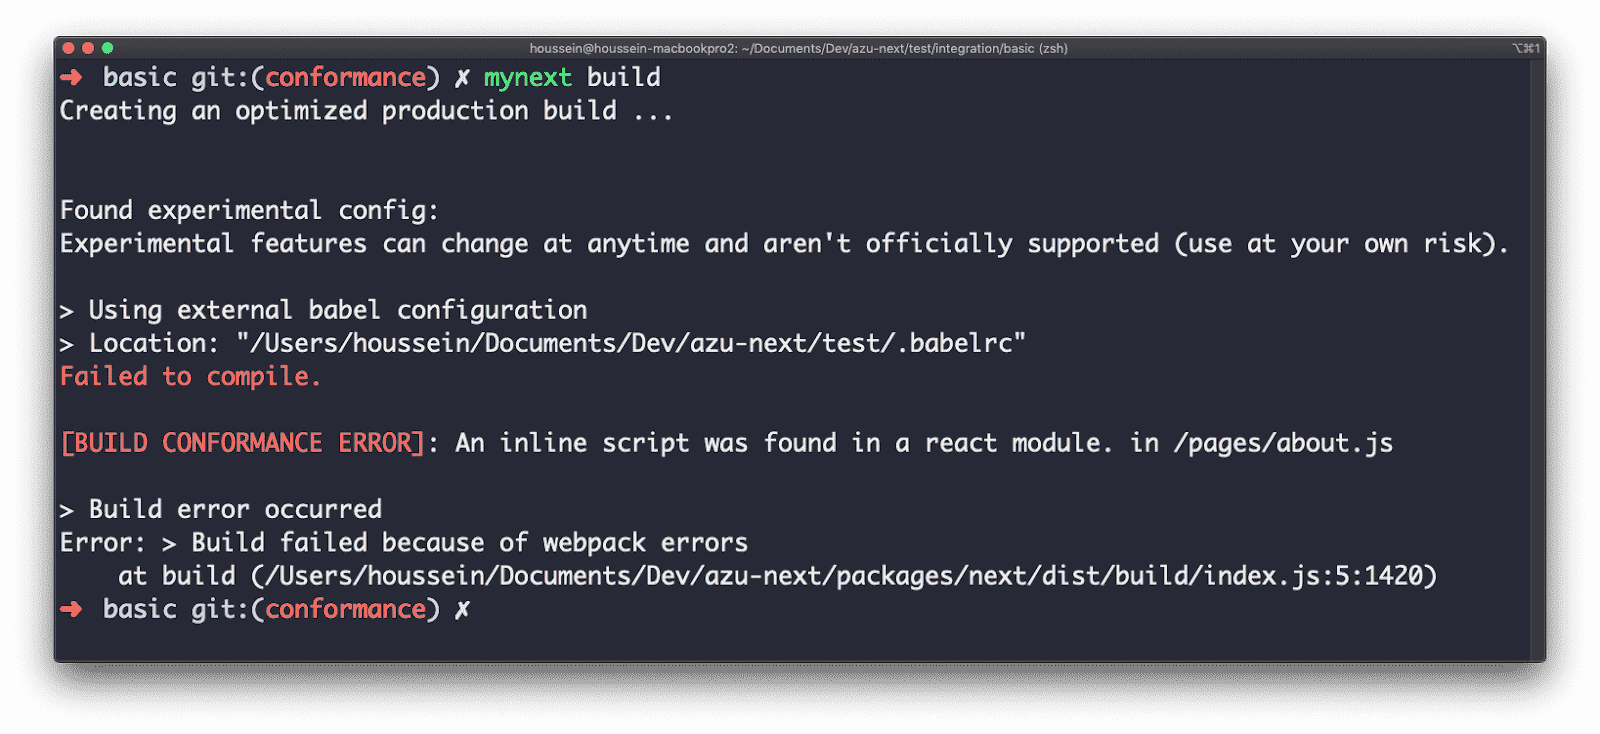 houssein@houssein-macbookpro2: ~/Documents/Dev/azu-next/test/integration/basic (zsh) ⌥⌘1
➜ basic git:(conformance) ✗ mynext build
Creating an optimized production build ...
Found experimental config:
Experimental features can change at anytime and aren't officially supported (use at your own risk).
> Using external babel configuration
> Location: "/Users/houssein/Documents/Dev/azu-next/test/.babelrc"
Failed to compile.
[BUILD CONFORMANCE ERROR]: An inline script was found in a react module. in /pages/about.js
> Build error occurred
Error: > Build failed because of webpack errors
    at build (/Users/houssein/Documents/Dev/azu-next/packages/next/dist/build/index.js:5:1420)
➜ basic git:(conformance) ✗